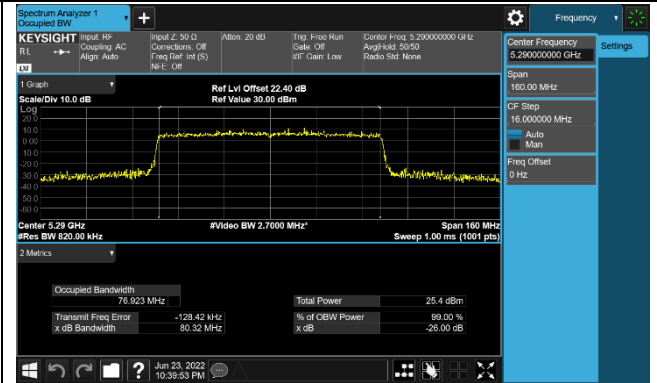 Spectrum Analyzer 1
Occupied BW
+
Frequency
KEYSIGHT
RL
LXI
Input: RF
Coupling: AC
Align: Auto
Input Z: 50 Ω
Corrections: Off
Freq Ref: Int (S)
NFE: Off
Atten: 20 dB
Trig: Free Run
Gate: Off
#IF Gain: Low
Center Freq: 5.290000000 GHz
Avg|Hold: 50/50
Radio Std: None
Center Frequency
5.290000000 GHz
Settings
Span
160.00 MHz
CF Step
16.000000 MHz
Auto
Man
Freq Offset
0 Hz
1 Graph
Scale/Div 10.0 dB
Ref Lvl Offset 22.40 dB
Ref Value 30.00 dBm
Log
20.0
10.0
0.00
-10.0
-20.0
-30.0
-40.0
-50.0
-60.0
Center 5.29 GHz
#Video BW 2.7000 MHz*
Span 160 MHz
#Res BW 820.00 kHz
Sweep 1.00 ms (1001 pts)
2 Metrics
Occupied Bandwidth
76.923 MHz
Total Power
25.4 dBm
Transmit Freq Error
-128.42 kHz
% of OBW Power
99.00 %
x dB Bandwidth
80.32 MHz
x dB
-26.00 dB
?
Jun 23, 2022
10:39:53 PM